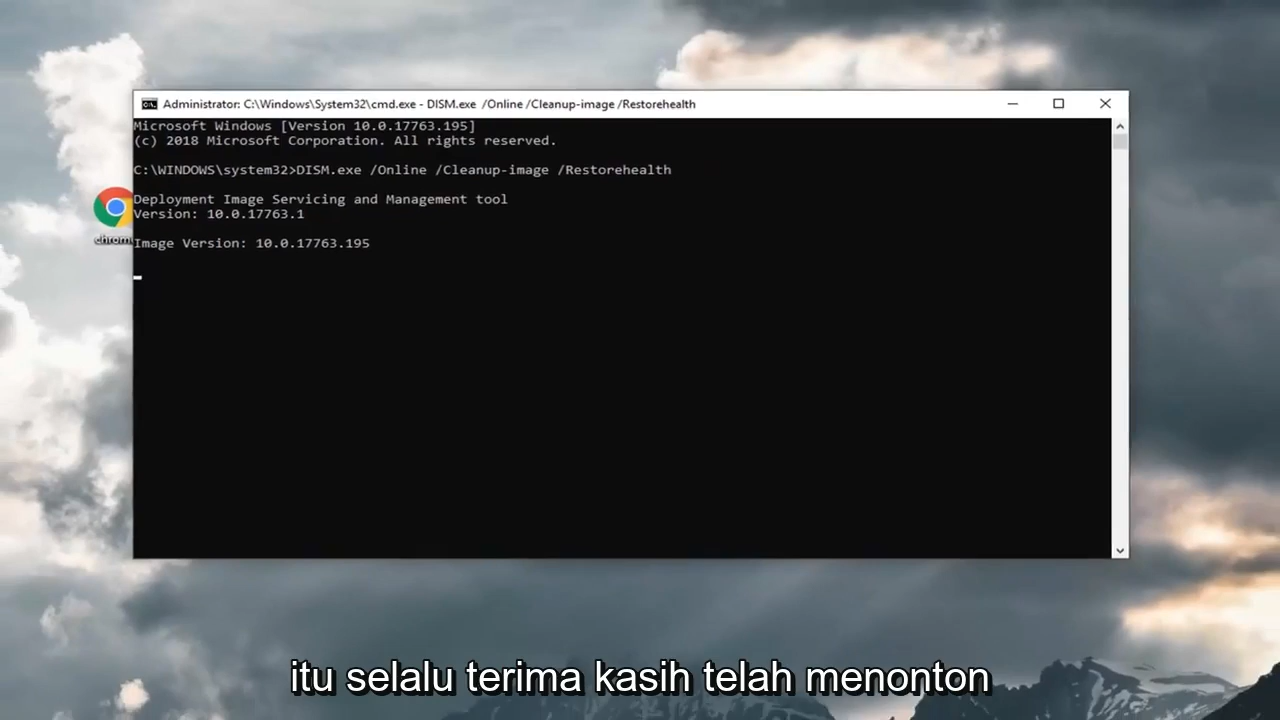 Administrator: C:\Windows\System32\cmd.exe - DISM.exe /Online /Cleanup-image /Restorehealth
Microsoft Windows [Version 10.0.17763.195]
(c) 2018 Microsoft Corporation. All rights reserved.
C:\WINDOWS\system32>DISM.exe /Online /Cleanup-image /Restorehealth
Deployment Image Servicing and Management tool
Version: 10.0.17763.1
chrom
Image Version: 10.0.17763.195
itu selalu terima kasih telah menonton